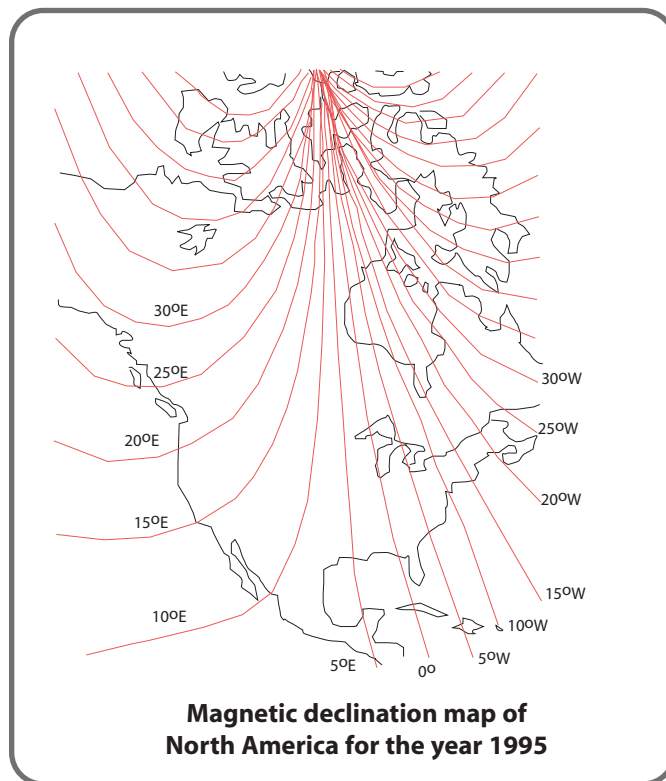 30ºE
25ºE
30ºW
25ºW
20ºE
20ºW
15ºE
15ºW
10ºE
10ºW
5ºE
0º
5ºW
Magnetic declination map of
North America for the year 1995